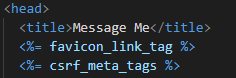 <head>
<title>Message Me</title>
<%= favicon_link_tag %>
<%= csrf_meta_tags %>